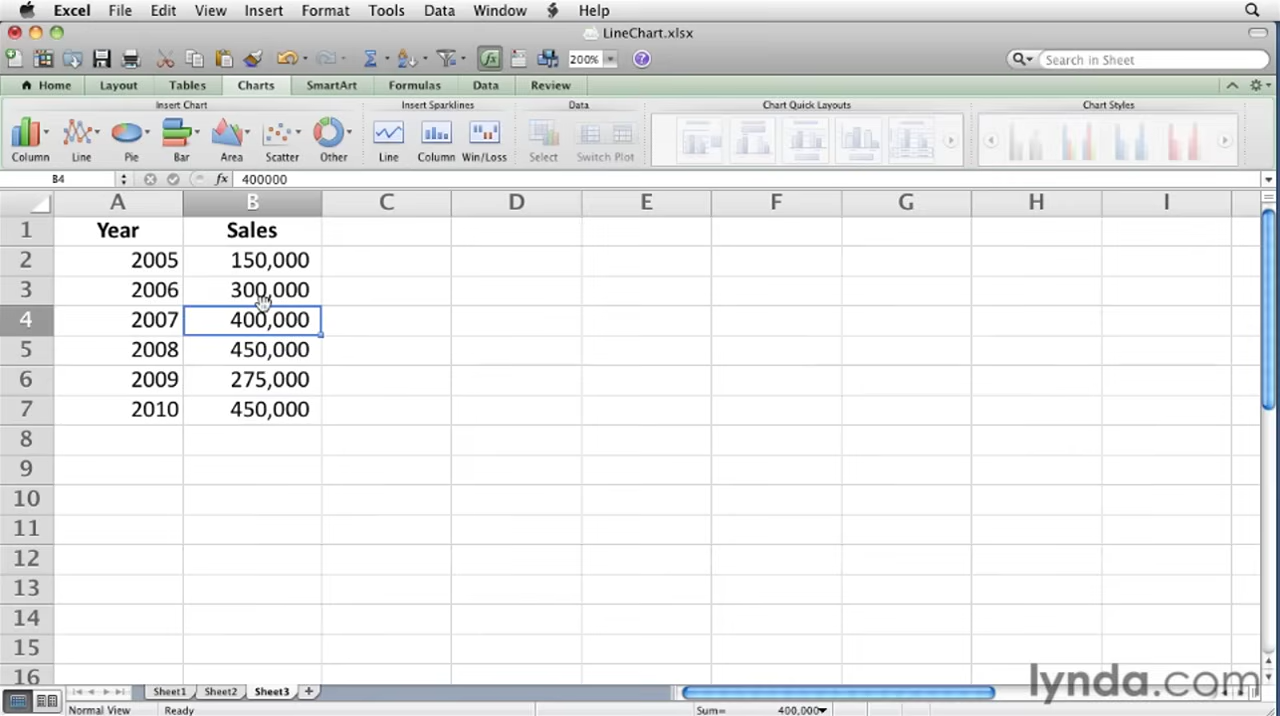 Excel File Edit View Insert Format Tools Data Window Help
LineChart.xlsx
200% Search in Sheet
Home Layout Tables Charts SmartArt Formulas Data Review
Insert Chart Insert Sparklines Data Chart Quick Layouts Chart Styles
Column Line Pie Bar Area Scatter Other Line Column Win/Loss Select Switch Plot
B4 fx 400000
A B C D E F G H I
1 Year Sales
2 2005 150,000
3 2006 300,000
4 2007 400,000
5 2008 450,000
6 2009 275,000
7 2010 450,000
8
9
10
11
12
13
14
15
16
lynda.com
Sheet1 Sheet2 Sheet3
Normal View Ready Sum= 400,000